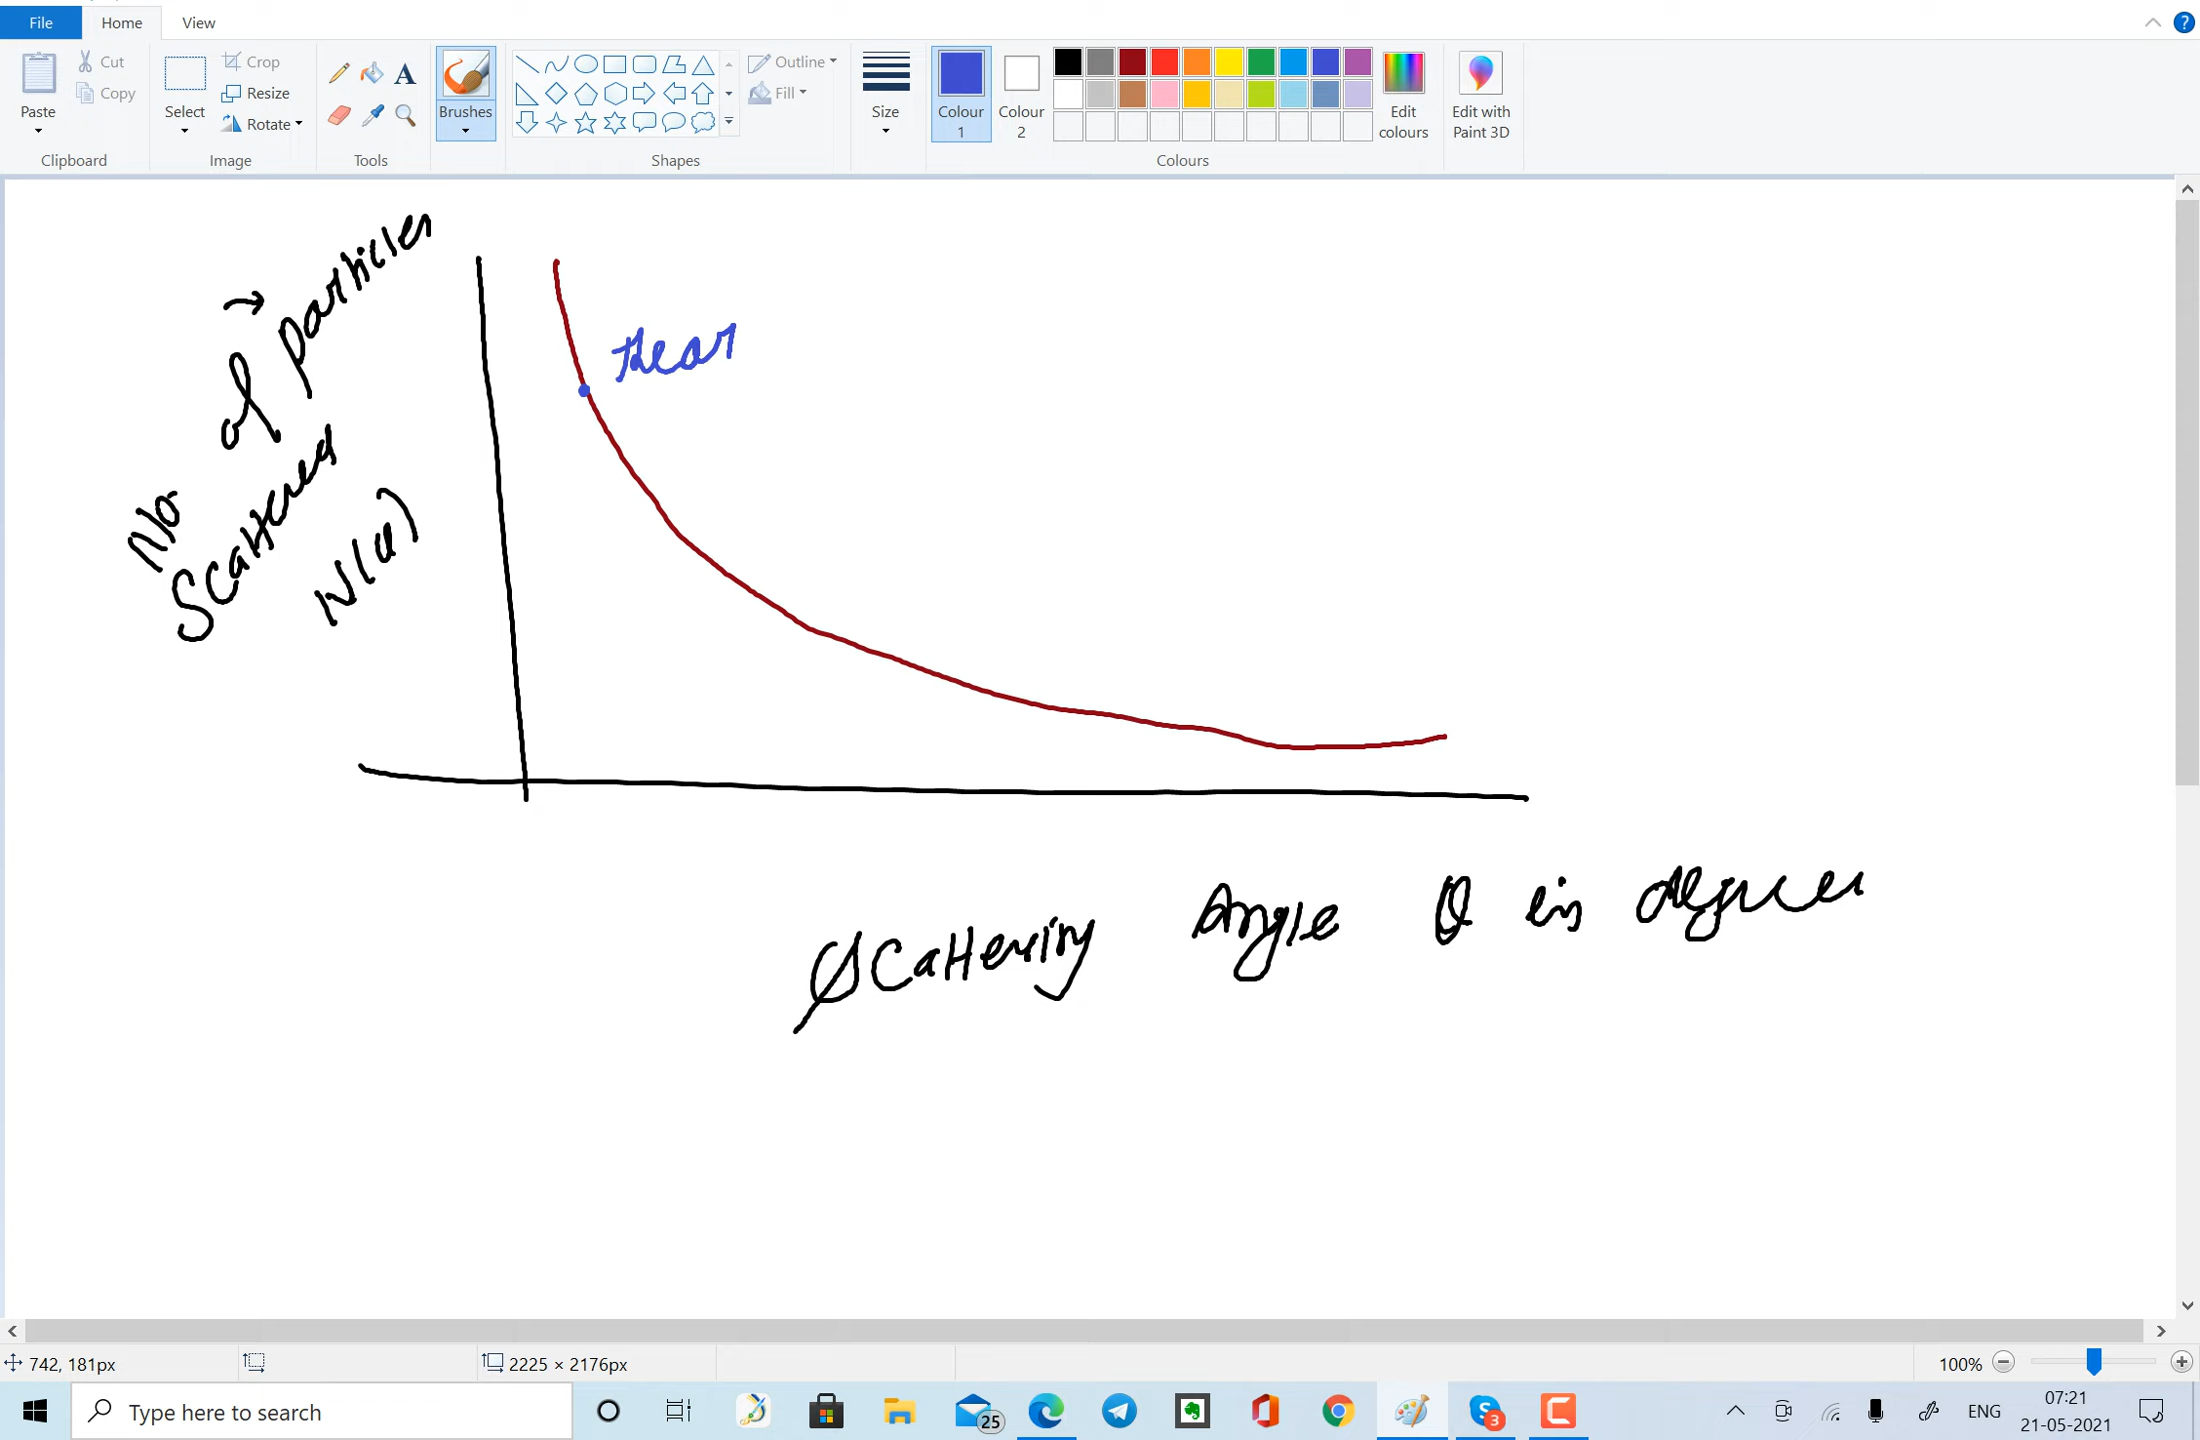 File Home View
Paste
Cut
Copy
Clipboard
Select
Crop
Resize
Rotate
Image
Tools
Brushes
Shapes
Outline
Fill
Size
Colour 1
Colour 2
Colours
Edit colours
Edit with Paint 3D
No of particles
Scattered
thear
Scattering Angle θ in degree
742, 181px
2225 × 2176px
100%
Type here to search
25
3
ENG
07:21
21-05-2021